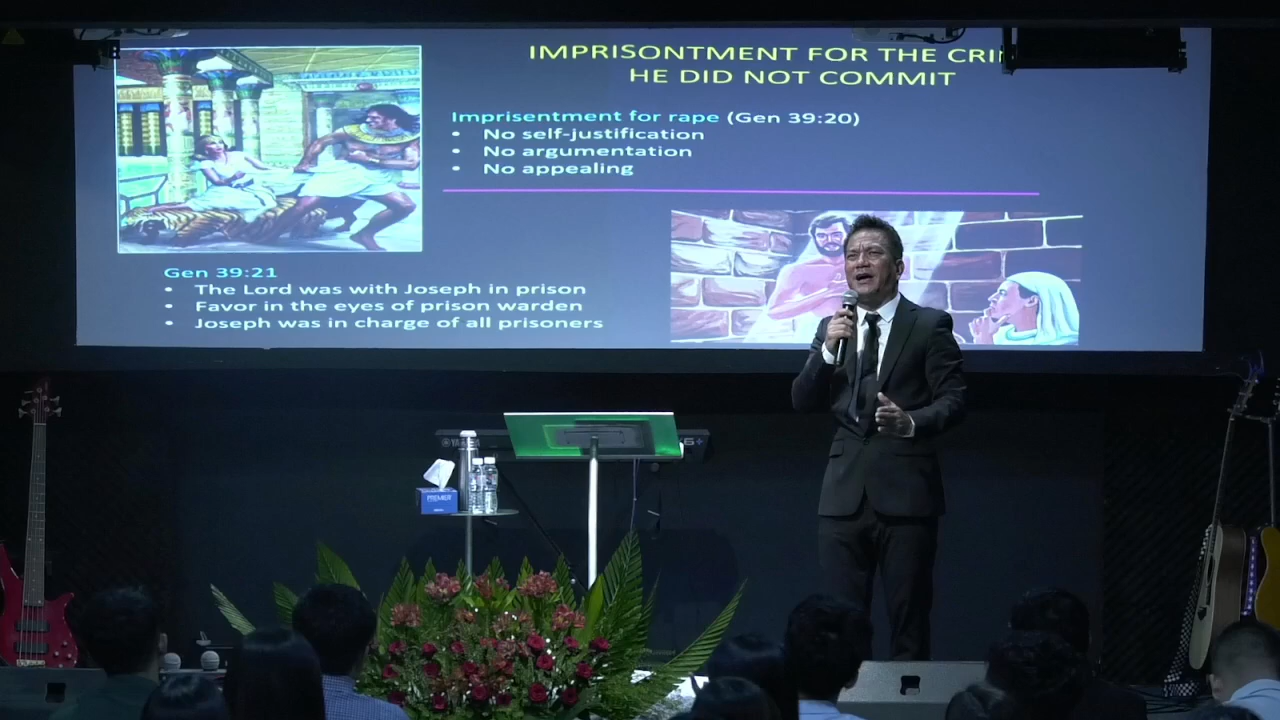 IMPRISONTMENT FOR THE CRI
HE DID NOT COMMIT
Imprisentment for rape (Gen 39:20)
• No self-justification
• No argumentation
• No appealing
Gen 39:21
• The Lord was with Joseph in prison
• Favor in the eyes of prison warden
• Joseph was in charge of all prisoners
PREMIER